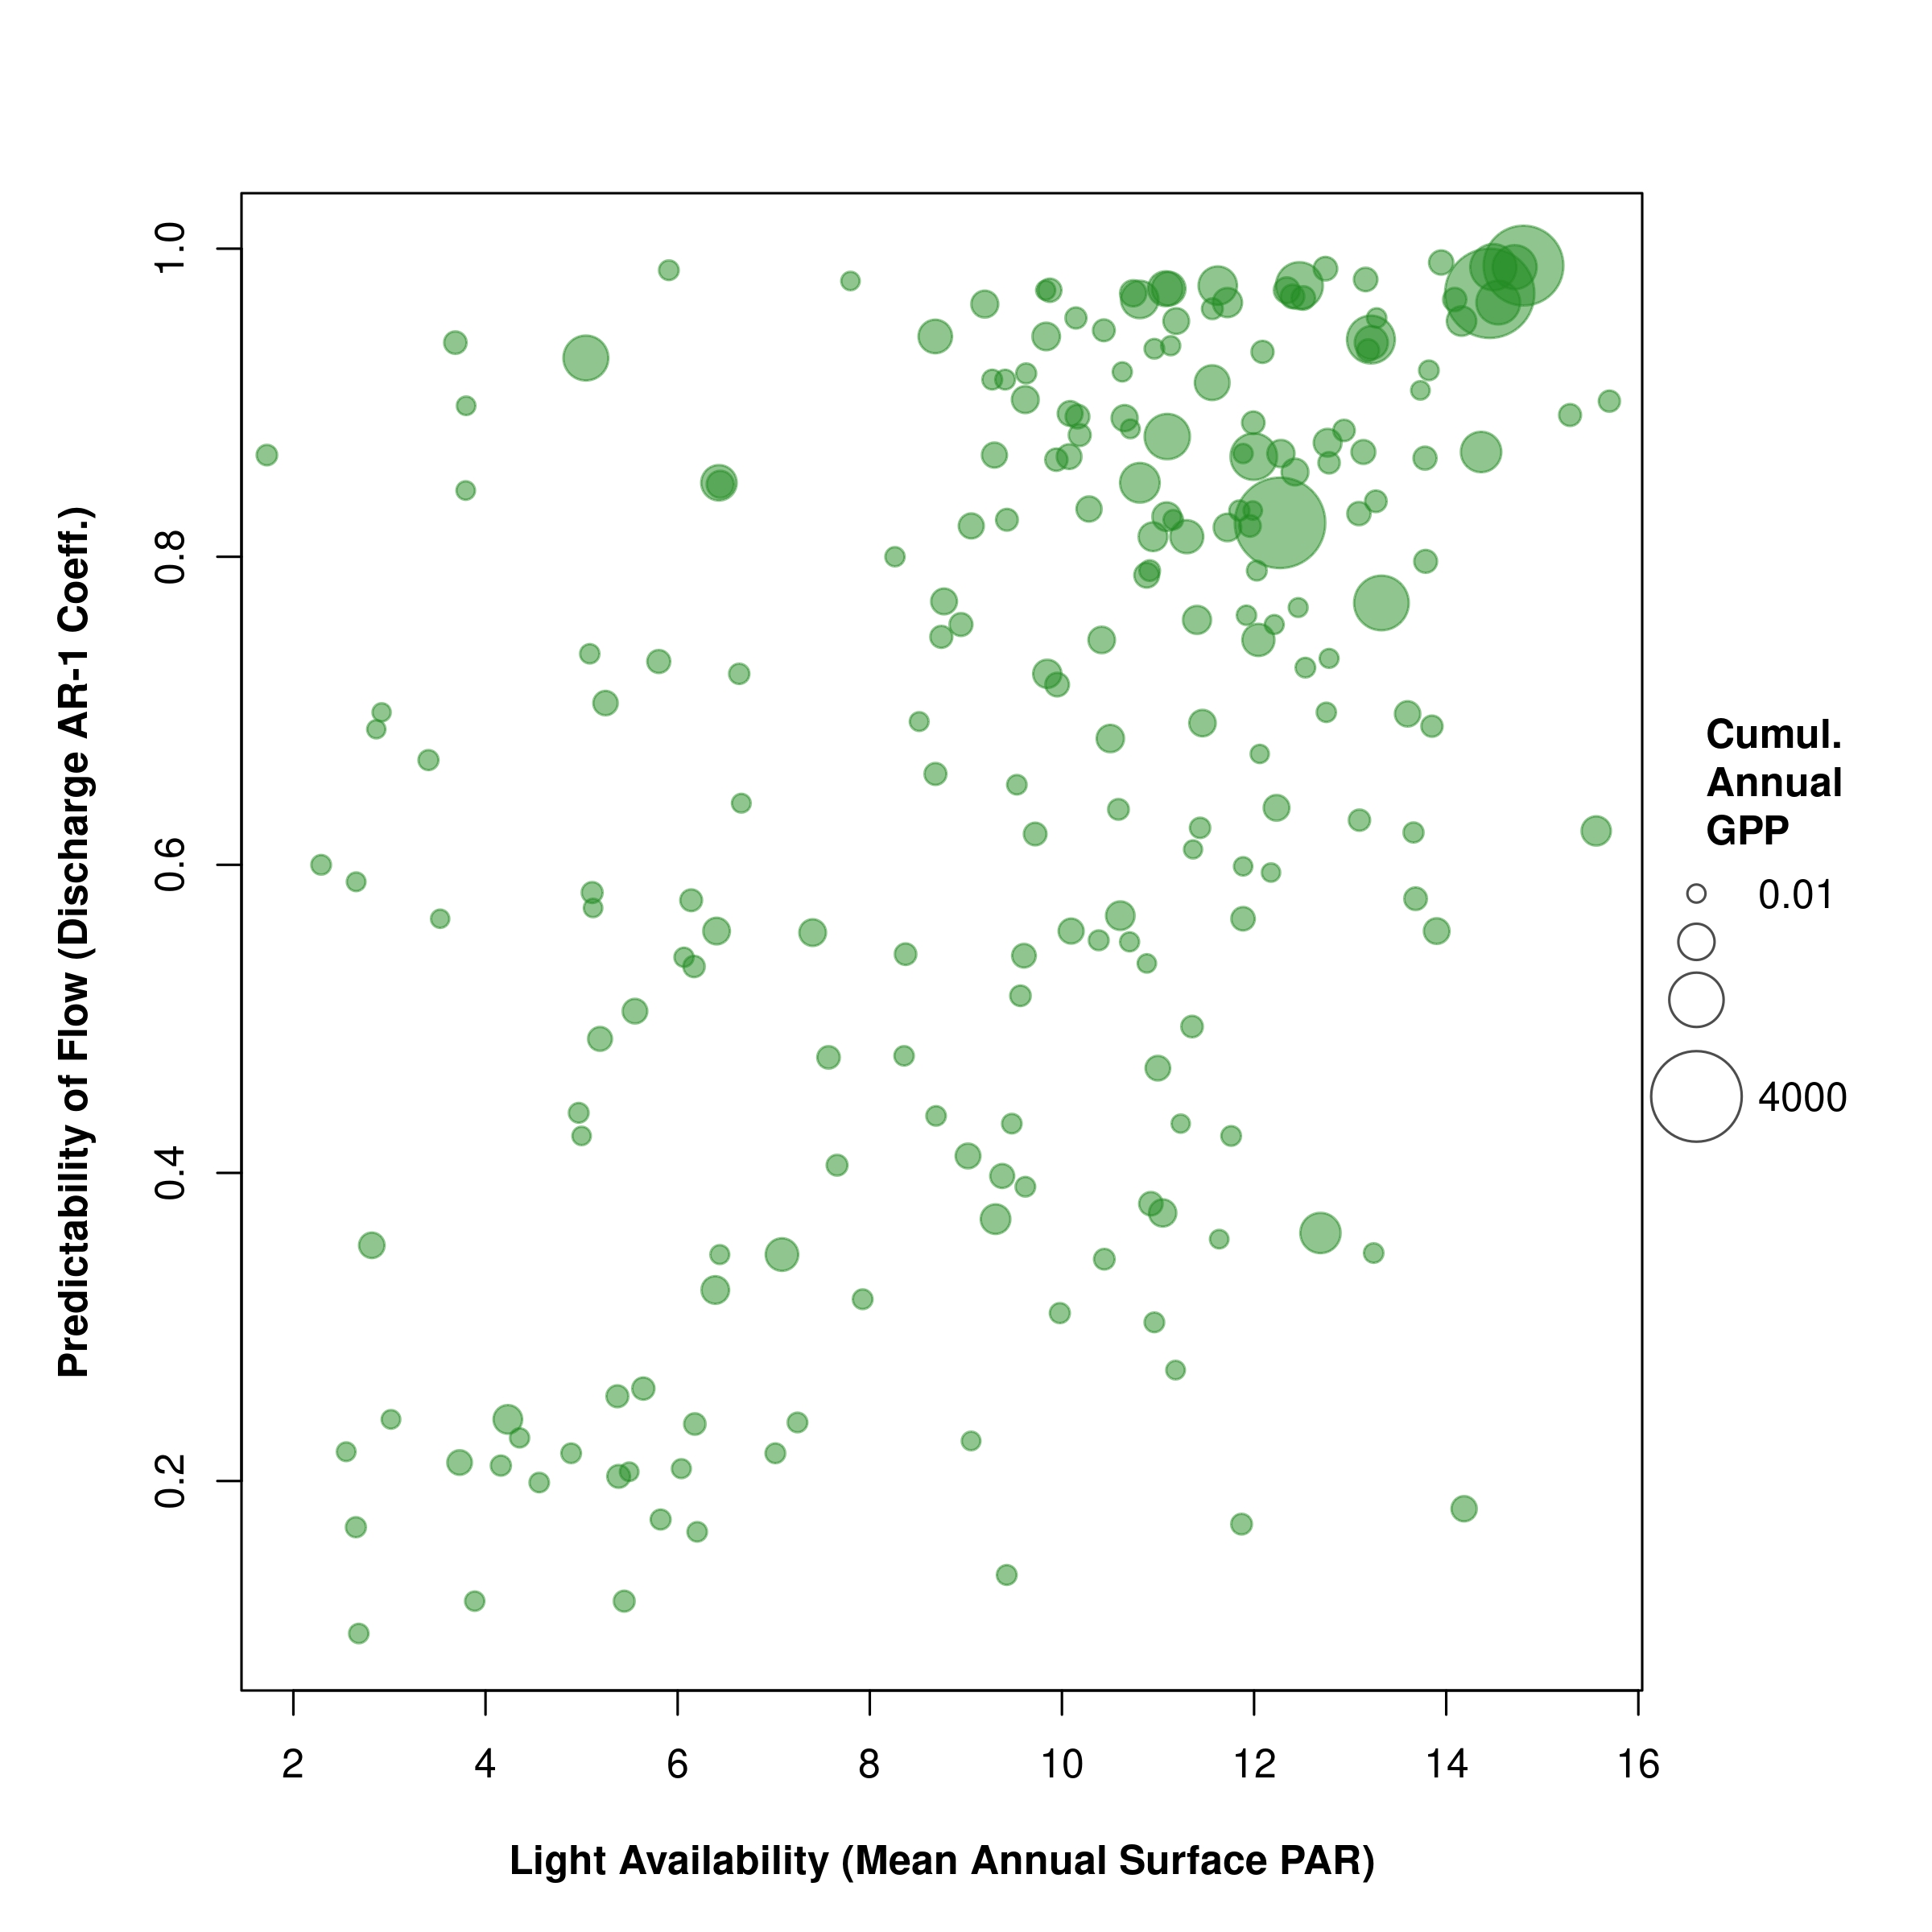 1.0
0.8
0.6
0.4
0.2
Predictability of Flow (Discharge AR-1 Coeff.)
2 4 6 8 10 12 14 16
Light Availability (Mean Annual Surface PAR)
Cumul.
Annual
GPP
0.01
4000